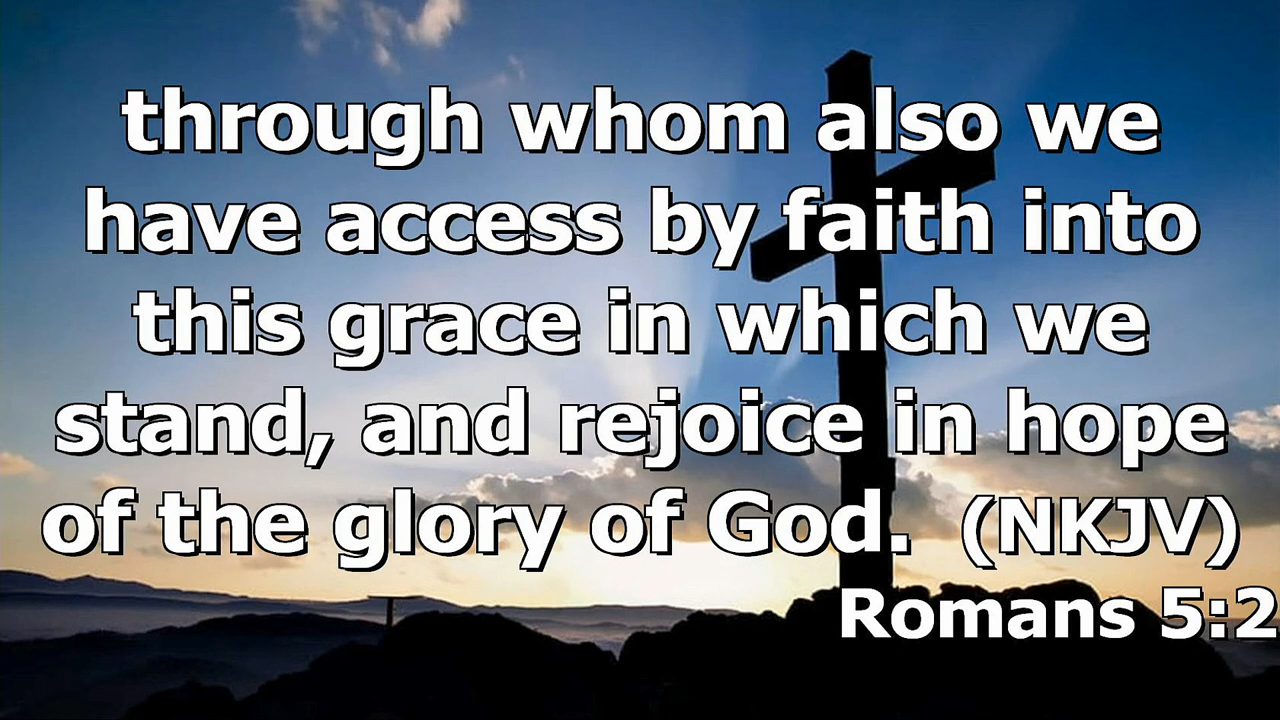 through whom also we
have access by faith into
this grace in which we
stand, and rejoice in hope
of the glory of God. (NKJV)
Romans 5:2